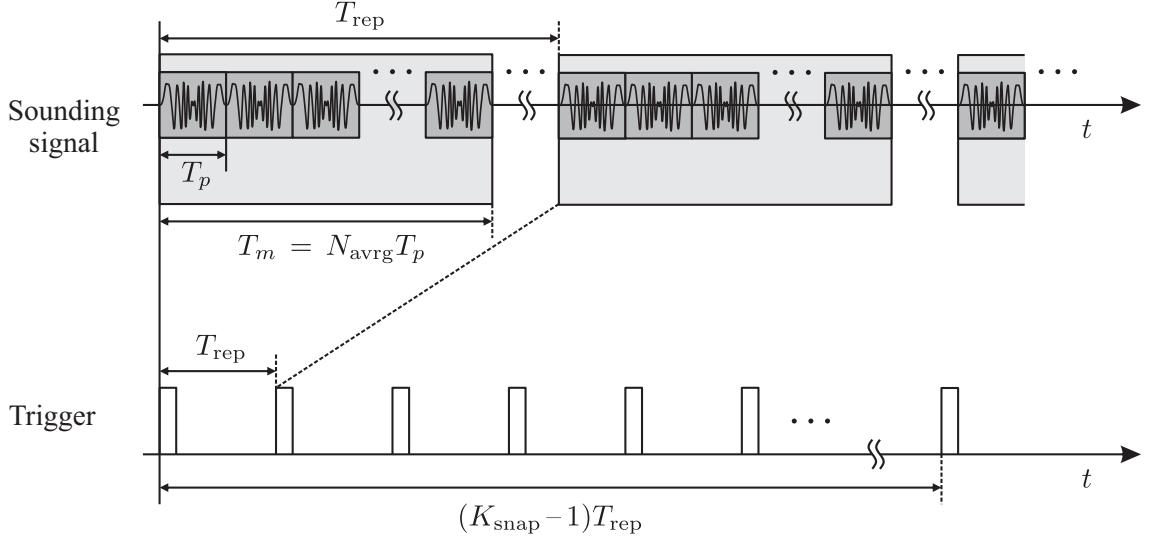 T_rep
Sounding
signal
t
T_p
T_m = N_avrg T_p
T_rep
Trigger
t
(K_snap – 1)T_rep